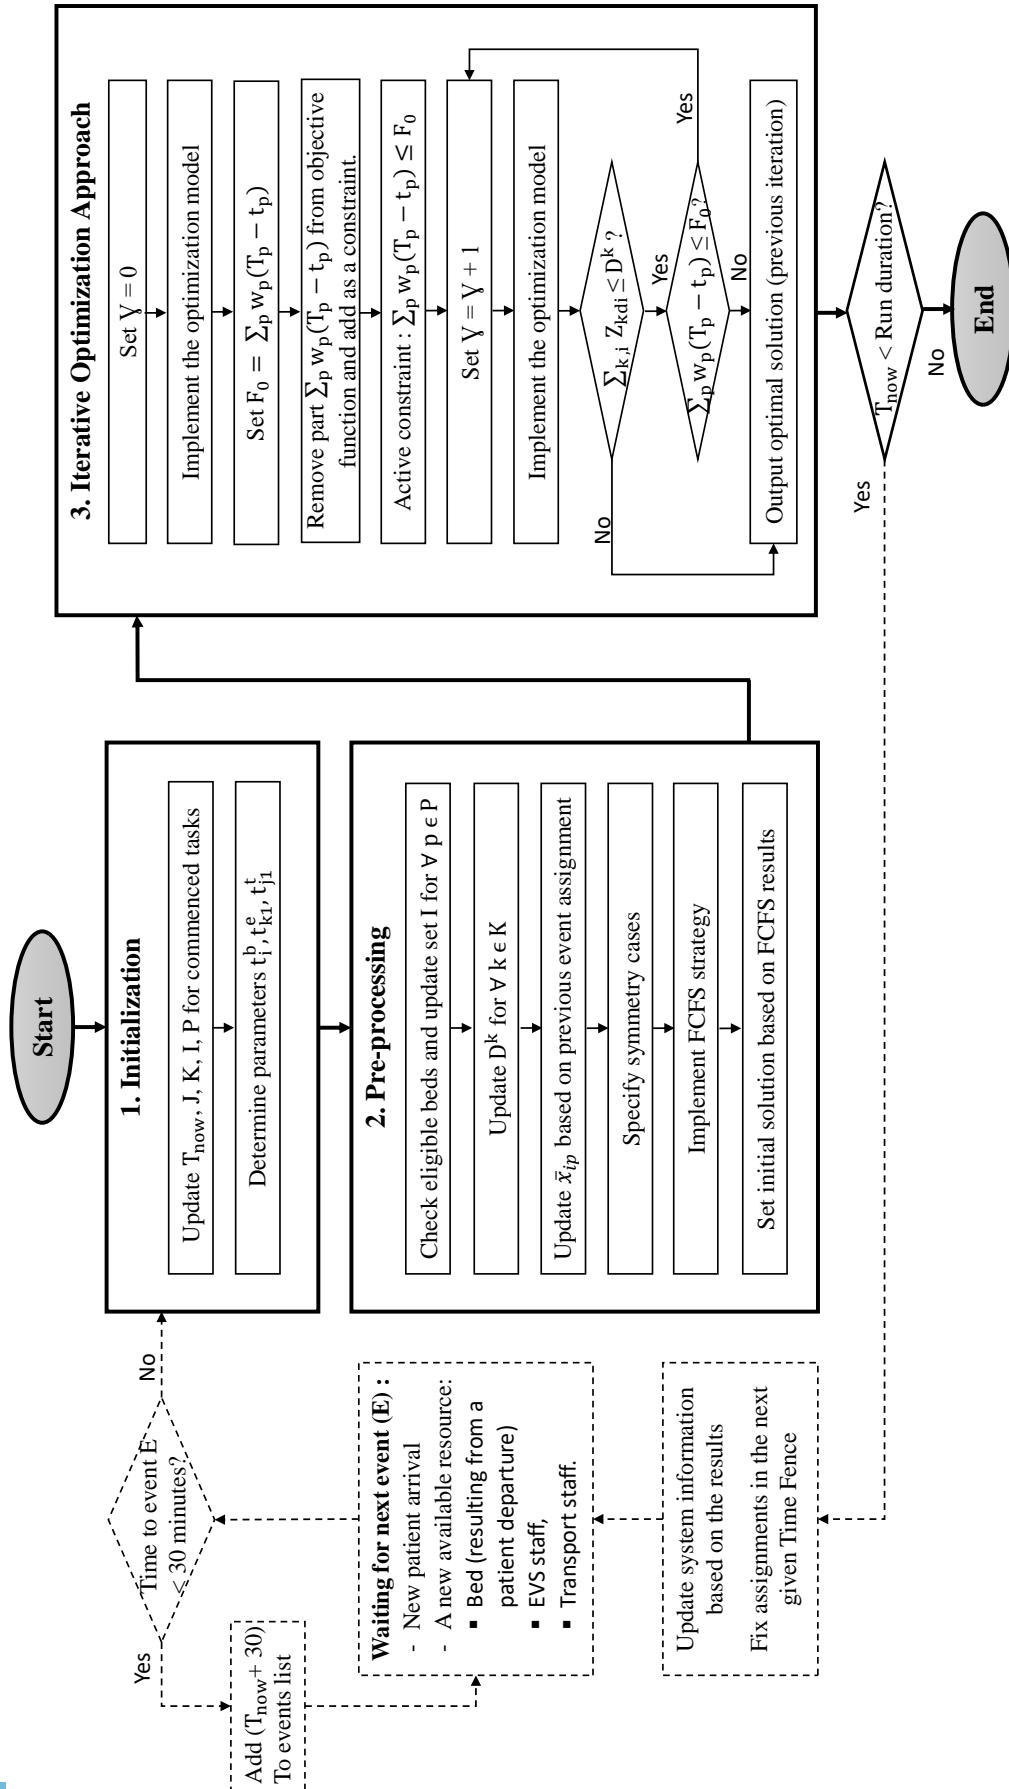 Start
1. Initialization
Update T_now, J, K, I, P for commenced tasks
Determine parameters t_i^b, t_k1^e, t_j1^t
2. Pre-processing
Check eligible beds and update set I for ∀ p ϵ P
Update D^k for ∀ k ϵ K
Update x̄_ip based on previous event assignment
Specify symmetry cases
Implement FCFS strategy
Set initial solution based on FCFS results
3. Iterative Optimization Approach
Set Ɣ = 0
Implement the optimization model
Set F_0 = ∑_p w_p(T_p − t_p)
Remove part ∑_p w_p(T_p − t_p) from objective
function and add as a constraint.
Active constraint : ∑_p w_p(T_p − t_p) ≤ F_0
Set Ɣ = Ɣ + 1
Implement the optimization model
∑_k,i Z_kdi ≤ D^k ?
No
Yes
∑_p w_p(T_p − t_p) ≤ F_0?
Yes
No
Output optimal solution (previous iteration)
T_now < Run duration?
Yes
No
End
Update system information
based on the results
Fix assignments in the next
given Time Fence
Waiting for next event (E) :
- New patient arrival
- A new available resource:
▪ Bed (resulting from a
patient departure)
▪ EVS staff,
▪ Transport staff.
Time to event E
< 30 minutes?
No
Yes
Add (T_now + 30)
To events list